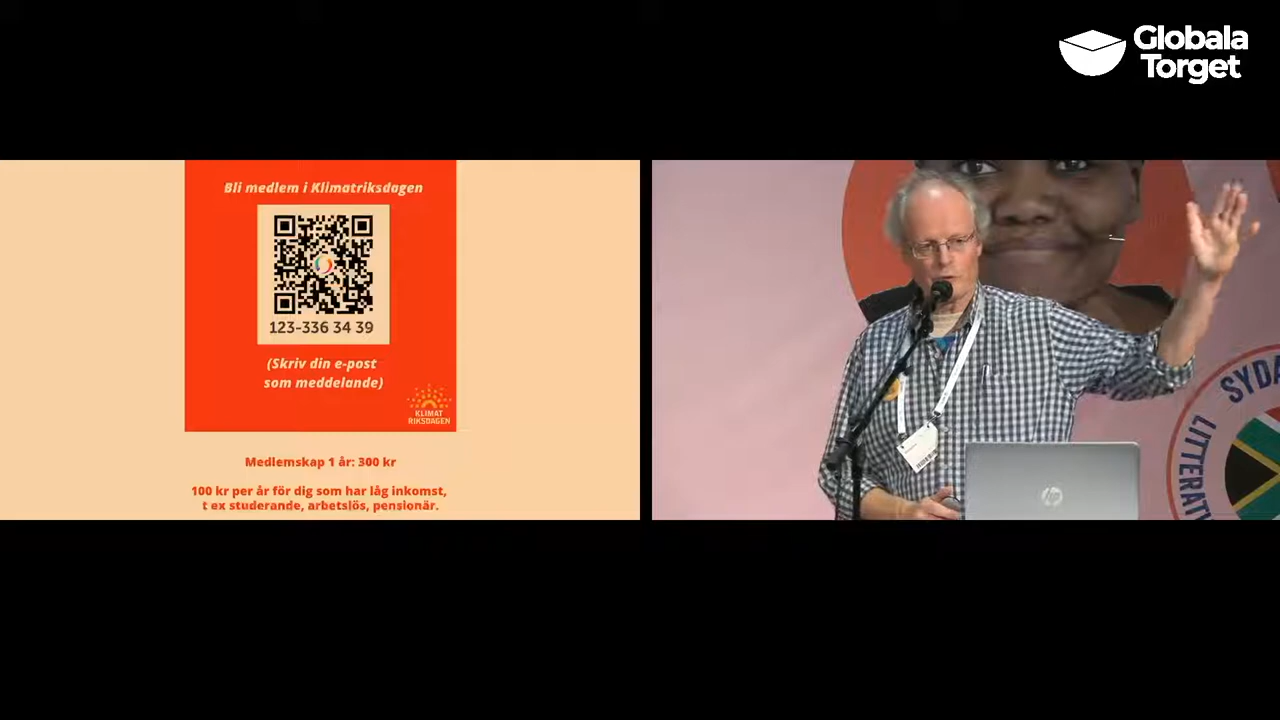 Globala
Torget
Bli medlem i Klimatriksdagen
123-336 34 39
(Skriv din e-post
som meddelande)
KLIMAT
RIKSDAGEN
Medlemskap 1 år: 300 kr
100 kr per år för dig som har låg inkomst,
t ex studerande, arbetslös, pensionär.
hp
SYDA
LITTERAT